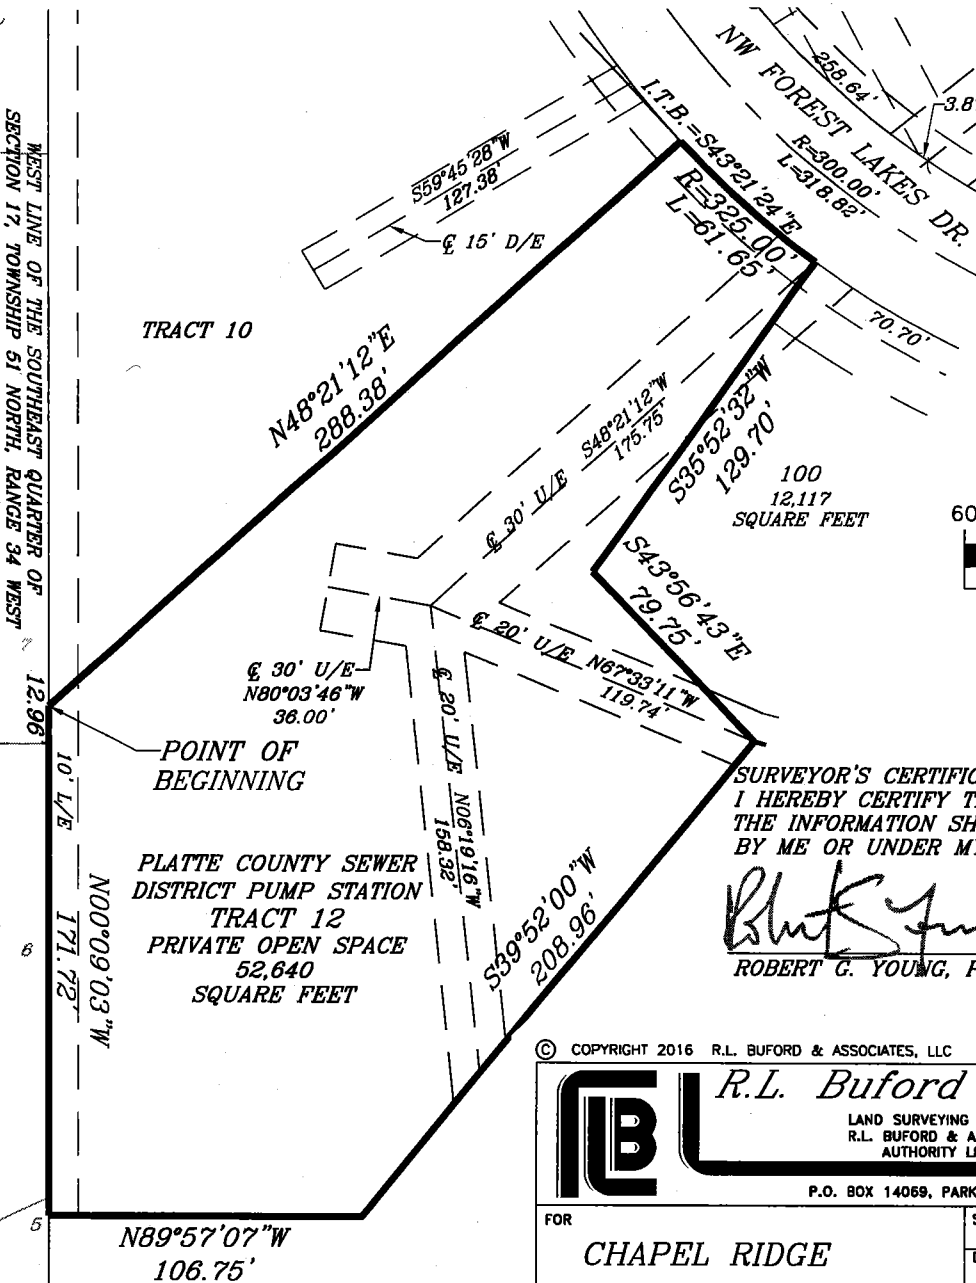 NW FOREST LAKES DR.
258.64'
3.8
R=300.00'
L=318.82'
I.T.B.=S43°21'24"E
R=325.00'
L=61.65'
S59°45'28"W
127.38'
℄ 15' D/E
70.70'
WEST LINE OF THE SOUTHEAST QUARTER OF
SECTION 17, TOWNSHIP 51 NORTH, RANGE 34 WEST
TRACT 10
N48°21'12"E
288.38'
S48°21'12"W
175.75'
℄ 30' U/E
S35°52'32"W
129.70'
100
12,117
SQUARE FEET
60
S43°56'43"E
79.75'
℄ 20' U/E N67°33'11"W
119.74'
℄ 30' U/E
N80°03'46"W
36.00'
℄ 20' U/E N06°19'16"W
158.32'
7
12.96'
POINT OF
BEGINNING
10' L/E
PLATTE COUNTY SEWER
DISTRICT PUMP STATION
TRACT 12
PRIVATE OPEN SPACE
52,640
SQUARE FEET
N00°09'03"W
171.72'
6
S39°52'00"W
208.96'
5
N89°57'07"W
106.75'
SURVEYOR'S CERTIFIC
I HEREBY CERTIFY T
THE INFORMATION SH
BY ME OR UNDER M
ROBERT G. YOUNG, P
© COPYRIGHT 2016 R.L. BUFORD & ASSOCIATES, LLC
RLB
R.L. Buford
LAND SURVEYING
R.L. BUFORD & A
AUTHORITY L
P.O. BOX 14069, PARK
FOR
CHAPEL RIDGE